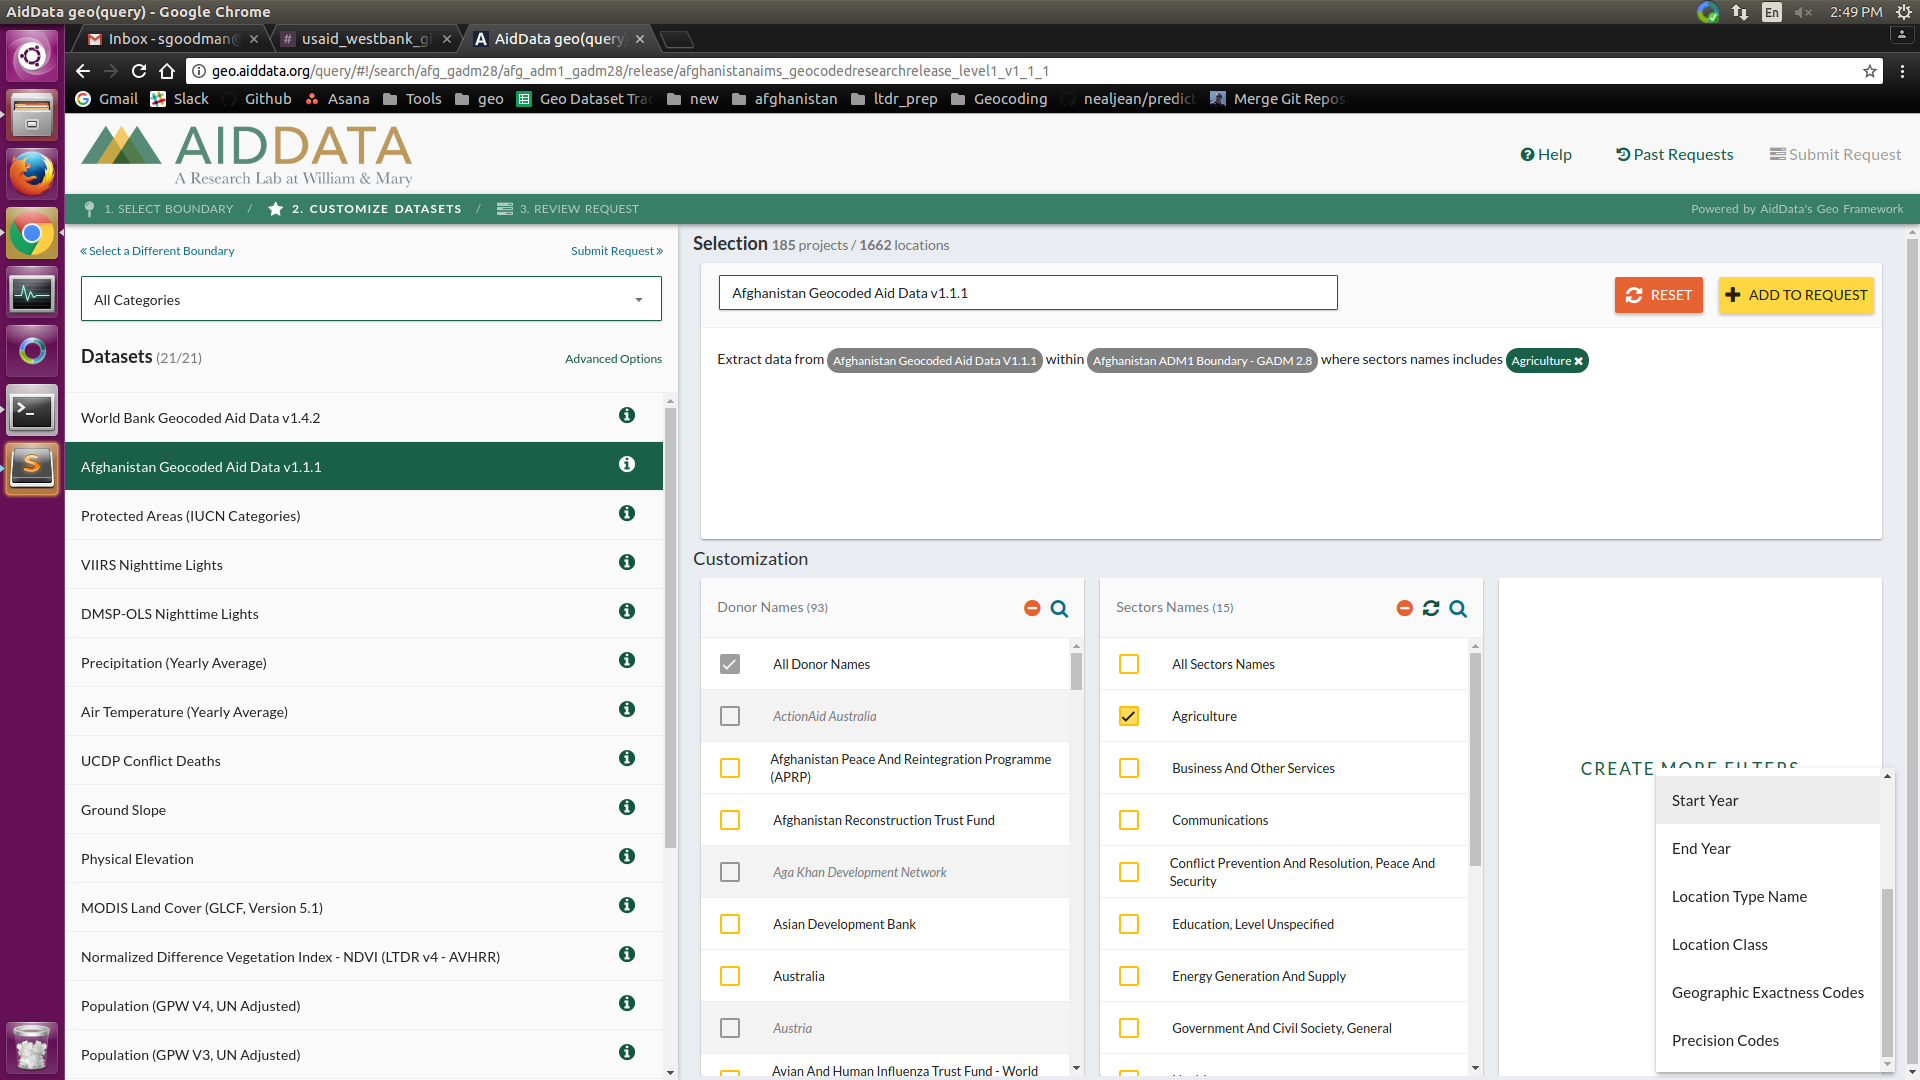 AidData geo(query) - Google Chrome
En
2:49 PM
Inbox - sgoodman@
usaid_westbank_gi
AidData geo(query)
geo.aiddata.org/query/#!/search/afg_gadm28/afg_adm1_gadm28/release/afghanistanaims_geocodedresearchrelease_level1_v1_1_1
Gmail Slack Github Asana Tools geo Geo Dataset Trac new afghanistan ltdr_prep Geocoding nealjean/predict Merge Git Repos
AIDDATA
A Research Lab at William & Mary
Help
Past Requests
Submit Request
1. SELECT BOUNDARY / 2. CUSTOMIZE DATASETS / 3. REVIEW REQUEST
Powered by AidData's Geo Framework
« Select a Different Boundary
Submit Request »
All Categories
Datasets (21/21)
Advanced Options
World Bank Geocoded Aid Data v1.4.2
Afghanistan Geocoded Aid Data v1.1.1
Protected Areas (IUCN Categories)
VIIRS Nighttime Lights
DMSP-OLS Nighttime Lights
Precipitation (Yearly Average)
Air Temperature (Yearly Average)
UCDP Conflict Deaths
Ground Slope
Physical Elevation
MODIS Land Cover (GLCF, Version 5.1)
Normalized Difference Vegetation Index - NDVI (LTDR v4 - AVHRR)
Population (GPW V4, UN Adjusted)
Population (GPW V3, UN Adjusted)
Selection 185 projects / 1662 locations
Afghanistan Geocoded Aid Data v1.1.1
RESET
ADD TO REQUEST
Extract data from Afghanistan Geocoded Aid Data V1.1.1 within Afghanistan ADM1 Boundary - GADM 2.8 where sectors names includes Agriculture
Customization
Donor Names (93)
All Donor Names
ActionAid Australia
Afghanistan Peace And Reintegration Programme
(APRP)
Afghanistan Reconstruction Trust Fund
Aga Khan Development Network
Asian Development Bank
Australia
Austria
Avian And Human Influenza Trust Fund - World
Sectors Names (15)
All Sectors Names
Agriculture
Business And Other Services
Communications
Conflict Prevention And Resolution, Peace And
Security
Education, Level Unspecified
Energy Generation And Supply
Government And Civil Society, General
CREATE MORE FILTERS
Start Year
End Year
Location Type Name
Location Class
Geographic Exactness Codes
Precision Codes